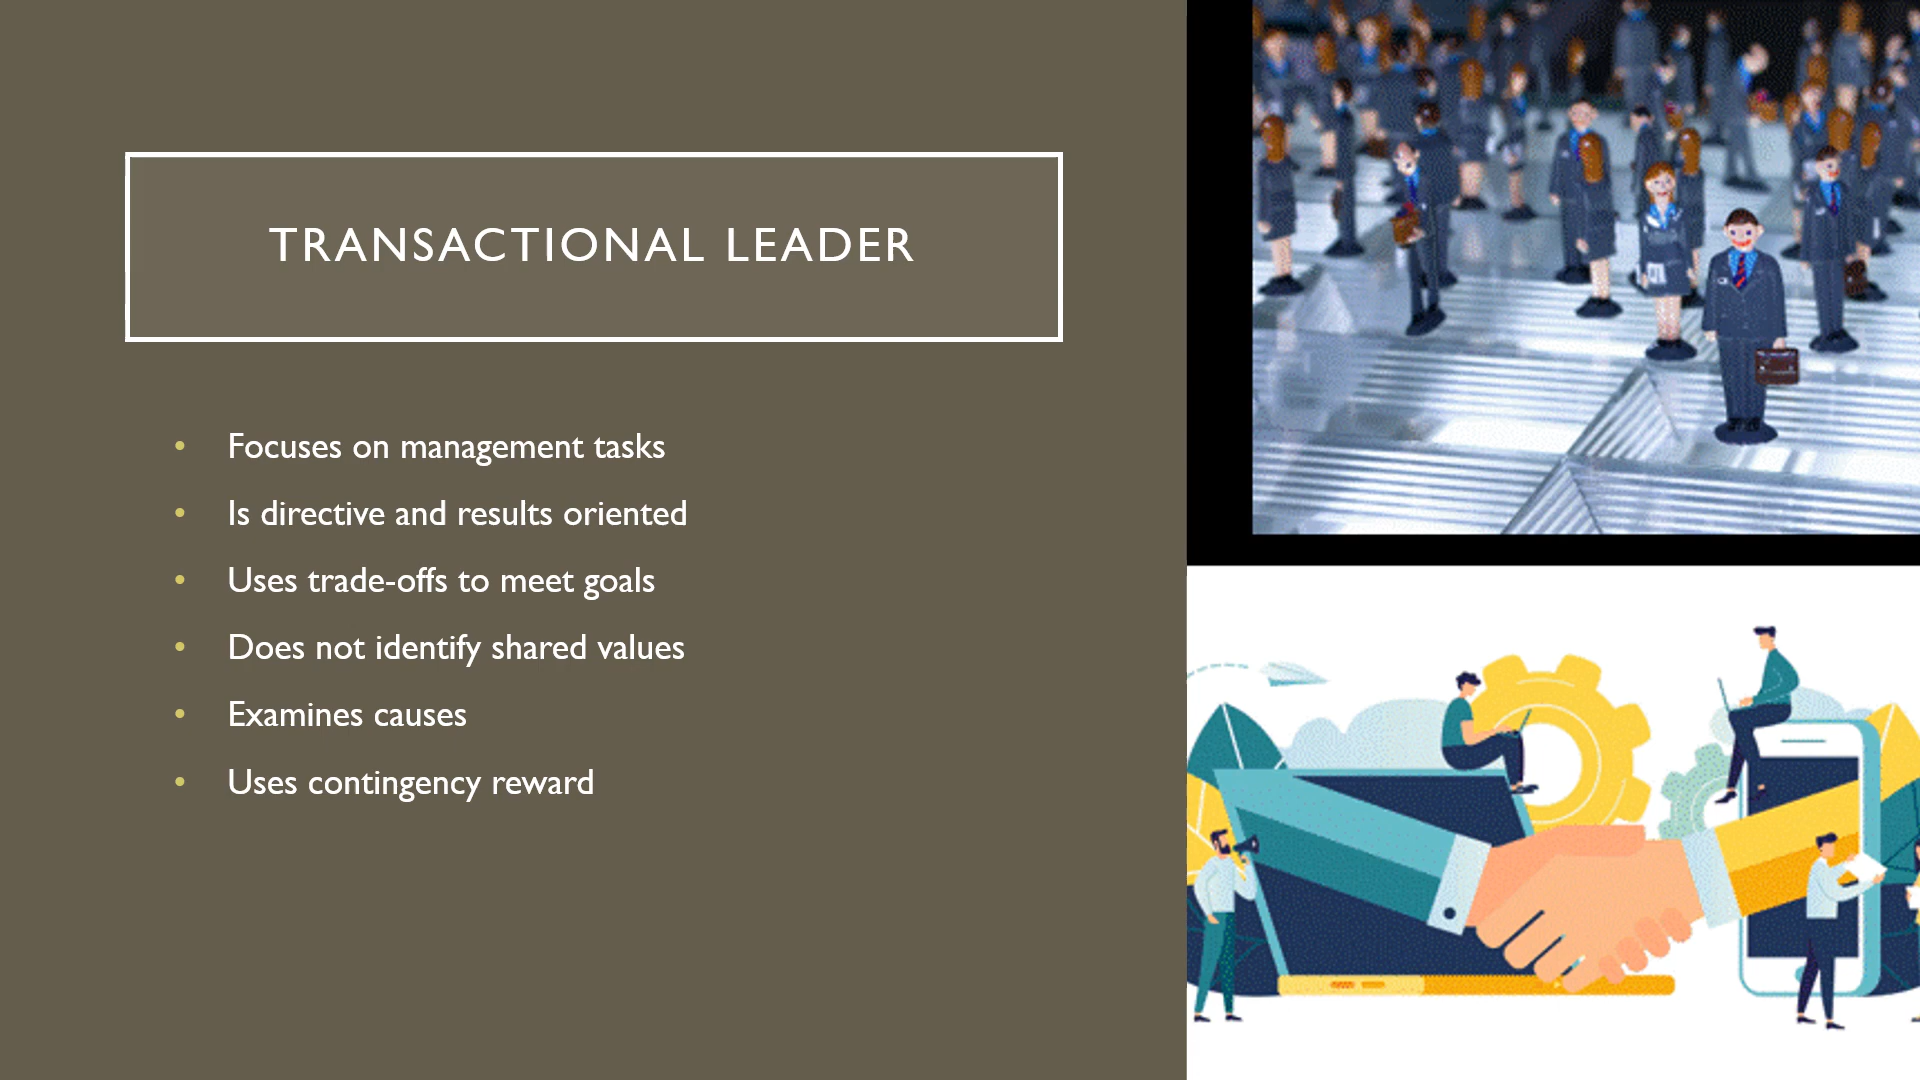 TRANSACTIONAL LEADER
• Focuses on management tasks
• Is directive and results oriented
• Uses trade-offs to meet goals
• Does not identify shared values
• Examines causes
• Uses contingency reward